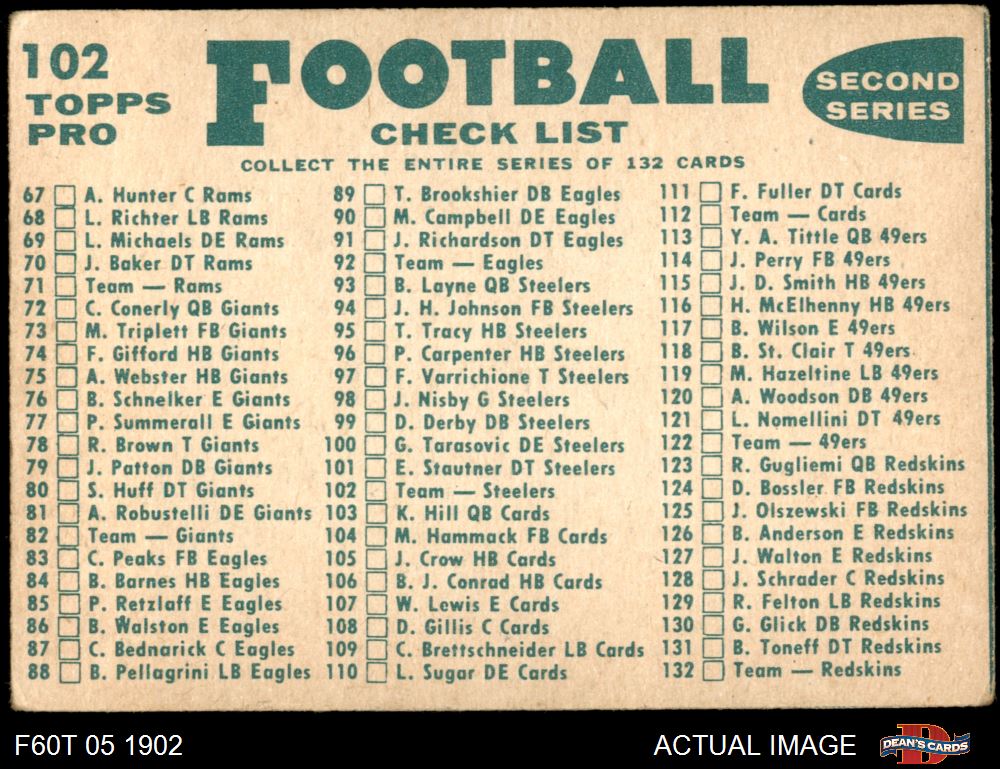 102
TOPPS
PRO
FOOTBALL
CHECK LIST
SECOND
SERIES
COLLECT THE ENTIRE SERIES OF 132 CARDS
67 A. Hunter C Rams
68 L. Richter LB Rams
69 L. Michaels DE Rams
70 J. Baker DT Rams
71 Team — Rams
72 C. Conerly QB Giants
73 M. Triplett FB Giants
74 F. Gifford HB Giants
75 A. Webster HB Giants
76 B. Schnelker E Giants
77 P. Summerall E Giants
78 R. Brown T Giants
79 J. Patton DB Giants
80 S. Huff DT Giants
81 A. Robustelli DE Giants
82 Team — Giants
83 C. Peaks FB Eagles
84 B. Barnes HB Eagles
85 P. Retzlaff E Eagles
86 B. Walston E Eagles
87 C. Bednarick C Eagles
88 B. Pellagrini LB Eagles
89 T. Brookshier DB Eagles
90 M. Campbell DE Eagles
91 J. Richardson DT Eagles
92 Team — Eagles
93 B. Layne QB Steelers
94 J. H. Johnson FB Steelers
95 T. Tracy HB Steelers
96 P. Carpenter HB Steelers
97 F. Varrichione T Steelers
98 J. Nisby G Steelers
99 D. Derby DB Steelers
100 G. Tarasovic DE Steelers
101 E. Stautner DT Steelers
102 Team — Steelers
103 K. Hill QB Cards
104 M. Hammack FB Cards
105 J. Crow HB Cards
106 B. J. Conrad HB Cards
107 W. Lewis E Cards
108 D. Gillis C Cards
109 C. Brettschneider LB Cards
110 L. Sugar DE Cards
111 F. Fuller DT Cards
112 Team — Cards
113 Y. A. Tittle QB 49ers
114 J. Perry FB 49ers
115 J. D. Smith HB 49ers
116 H. McElhenny HB 49ers
117 B. Wilson E 49ers
118 B. St. Clair T 49ers
119 M. Hazeltine LB 49ers
120 A. Woodson DB 49ers
121 L. Nomellini DT 49ers
122 Team — 49ers
123 R. Gugliemi QB Redskins
124 D. Bossler FB Redskins
125 J. Olszewski FB Redskins
126 B. Anderson E Redskins
127 J. Walton E Redskins
128 J. Schrader C Redskins
129 R. Felton LB Redskins
130 G. Glick DB Redskins
131 B. Toneff DT Redskins
132 Team — Redskins
F60T 05 1902
ACTUAL IMAGE
D
DEAN'S CARDS